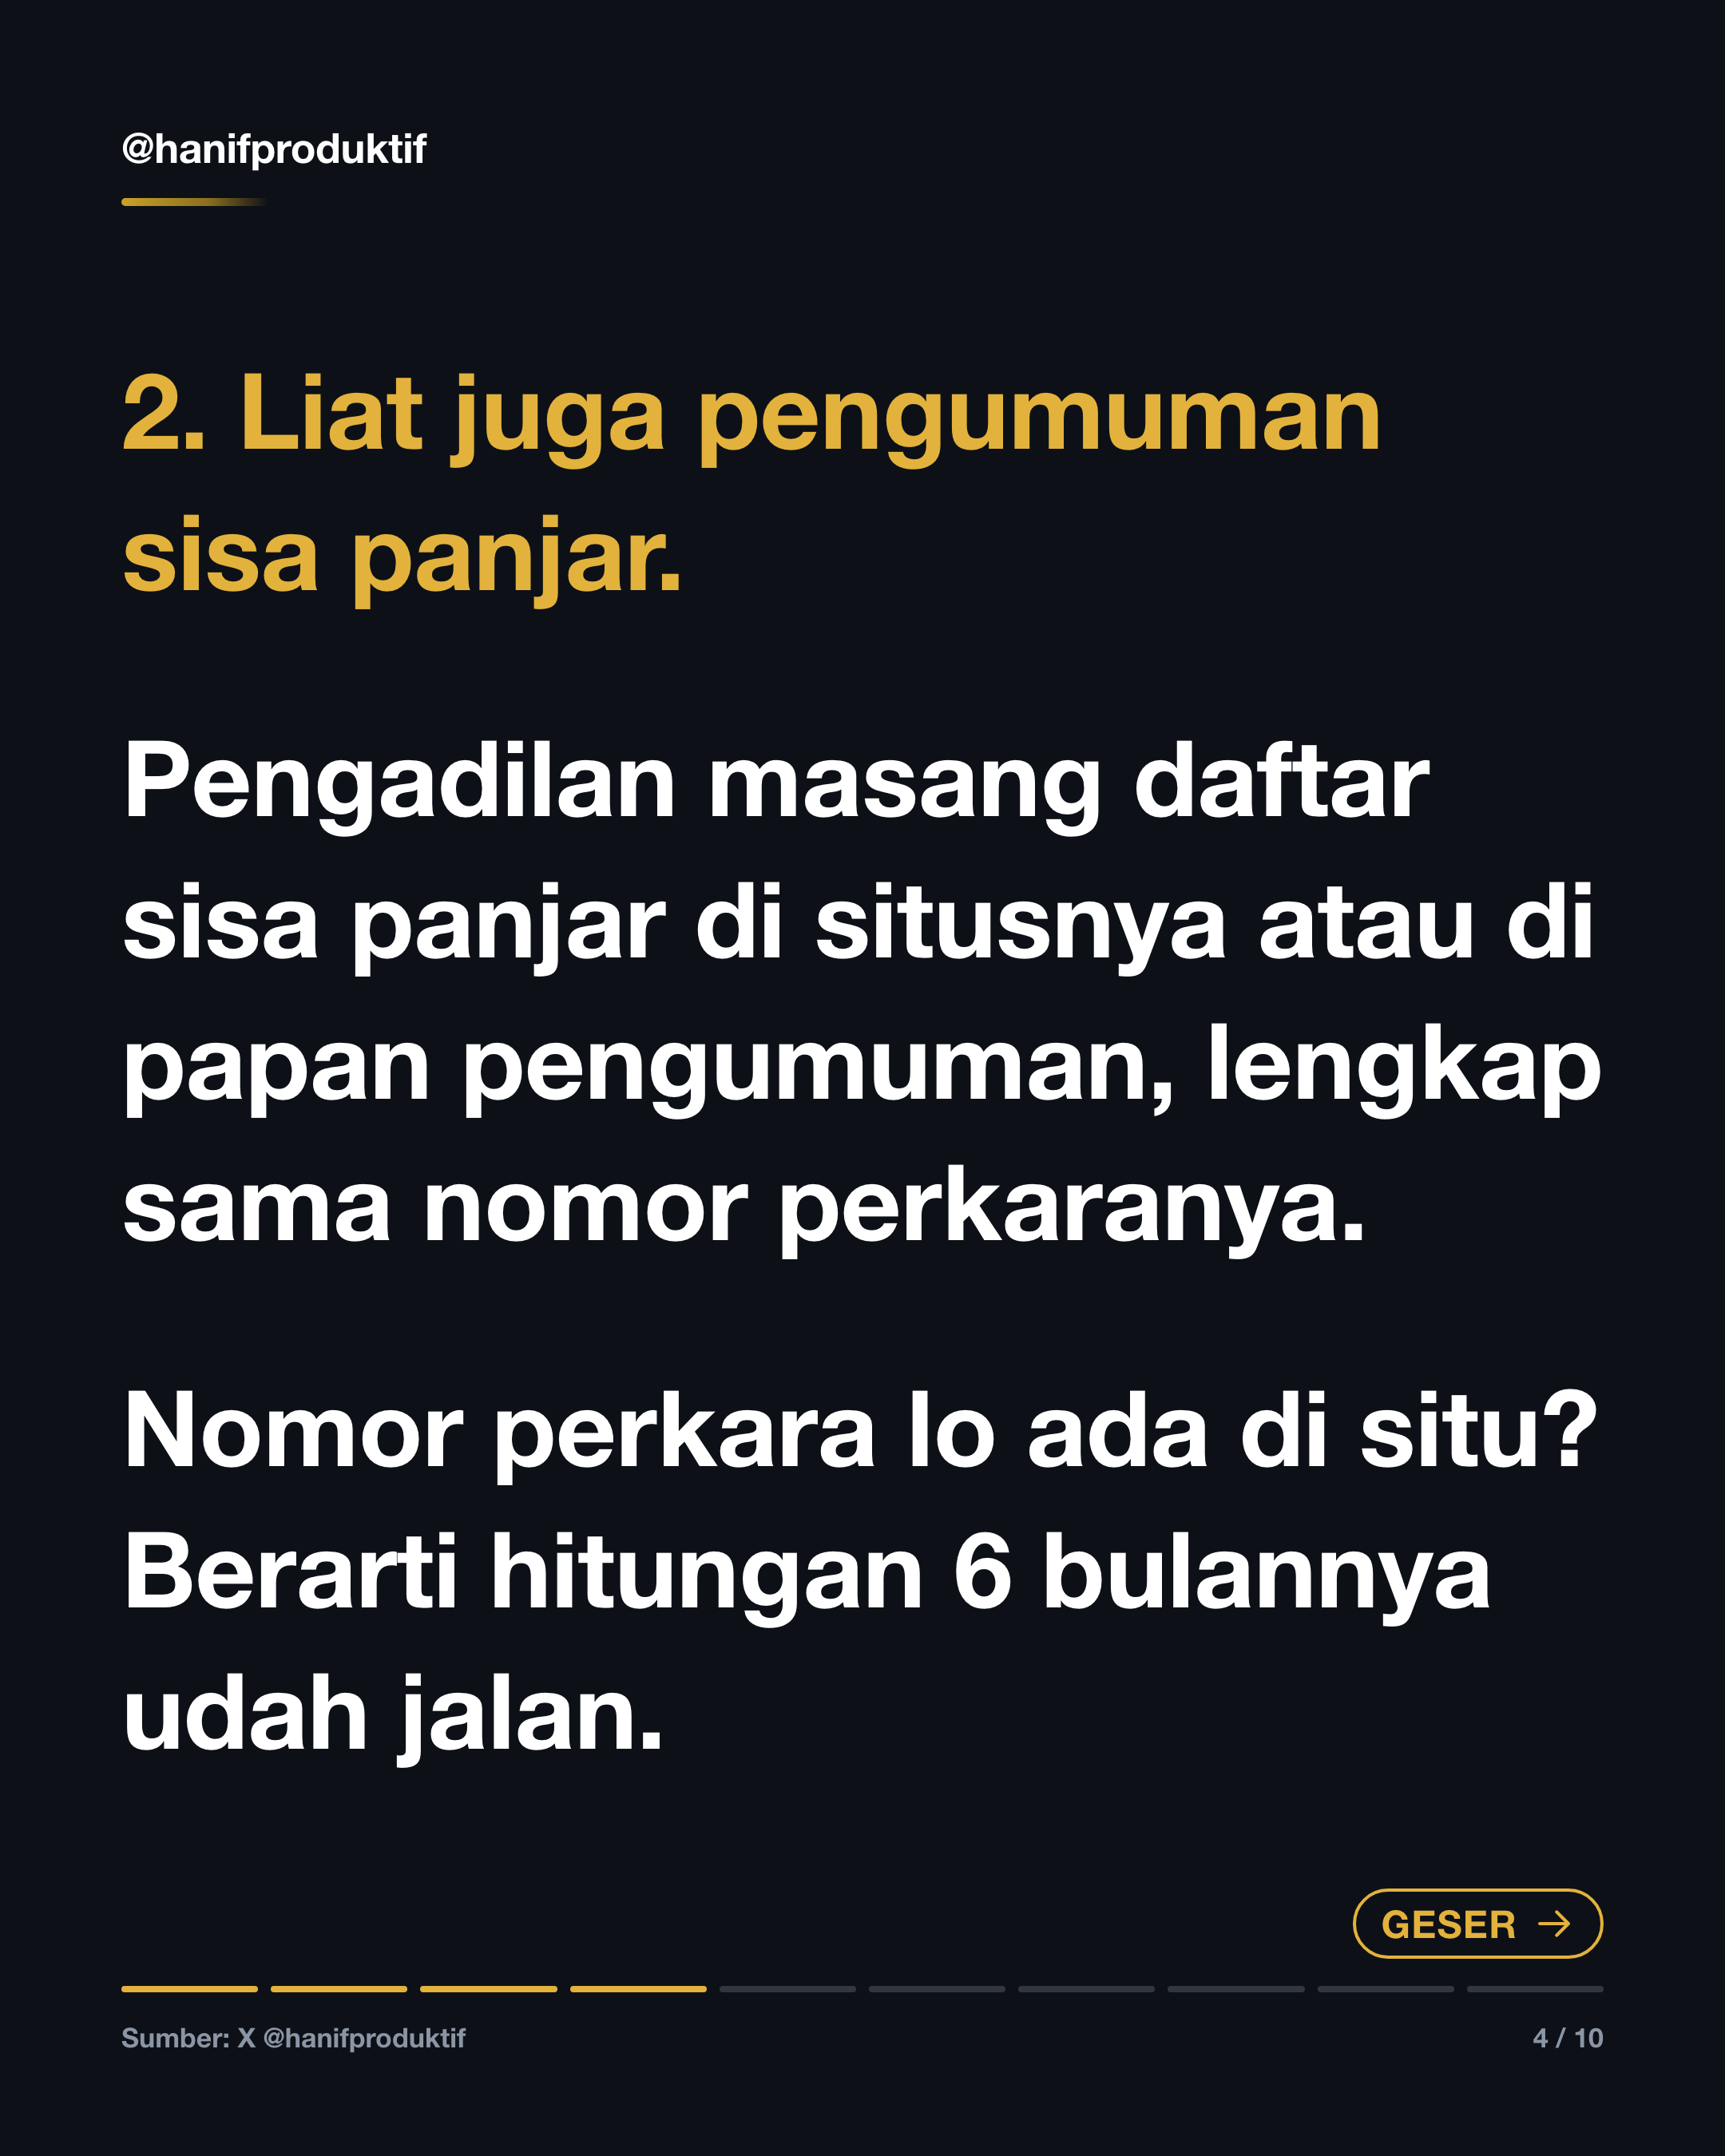 @hanifproduktif
2. Liat juga pengumuman
sisa panjar.
Pengadilan masang daftar
sisa panjar di situsnya atau di
papan pengumuman, lengkap
sama nomor perkaranya.
Nomor perkara lo ada di situ?
Berarti hitungan 6 bulannya
udah jalan.
GESER →
Sumber: X @hanifproduktif
4 / 10